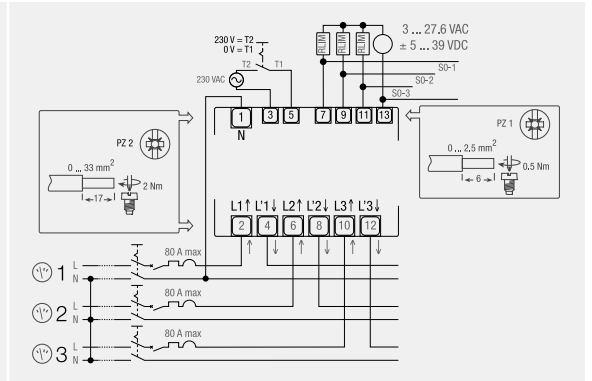 3 ... 27.6 VAC
± 5 ... 39 VDC
230 V = T2
0 V = T1
T2 T1
230 VAC
RLIM RLIM RLIM
S0-1
S0-2
S0-3
1 3 5 7 9 11 13
N
PZ 2
0 ... 33 mm²
2 Nm
17
PZ 1
0 ... 2,5 mm²
0.5 Nm
6
L1↑ L'1↓ L2↑ L'2↓ L3↑ L'3↓
2 4 6 8 10 12
80 A max
1 L
N
80 A max
2 L
N
80 A max
3 L
N